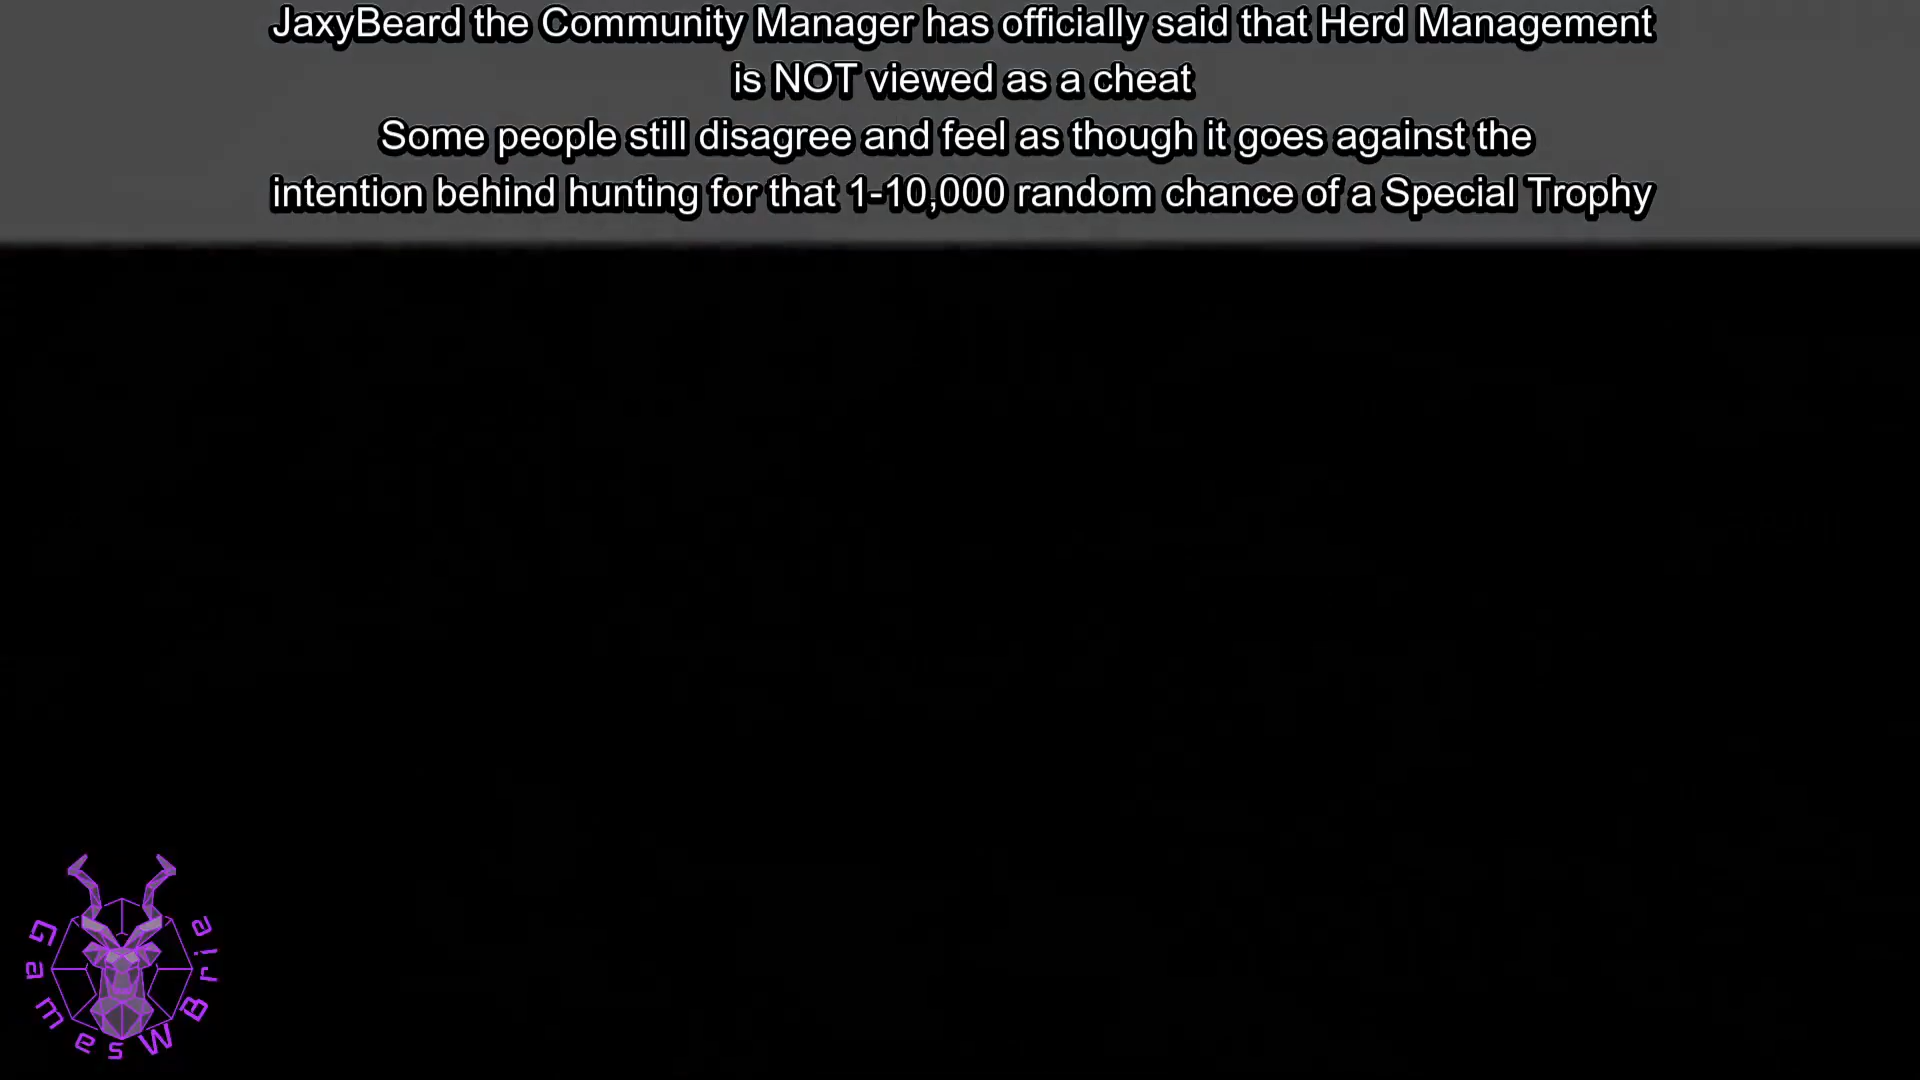 JaxyBeard the Community Manager has officially said that Herd Management
is NOT viewed as a cheat
Some people still disagree and feel as though it goes against the
intention behind hunting for that 1-10,000 random chance of a Special Trophy
GamesWBria